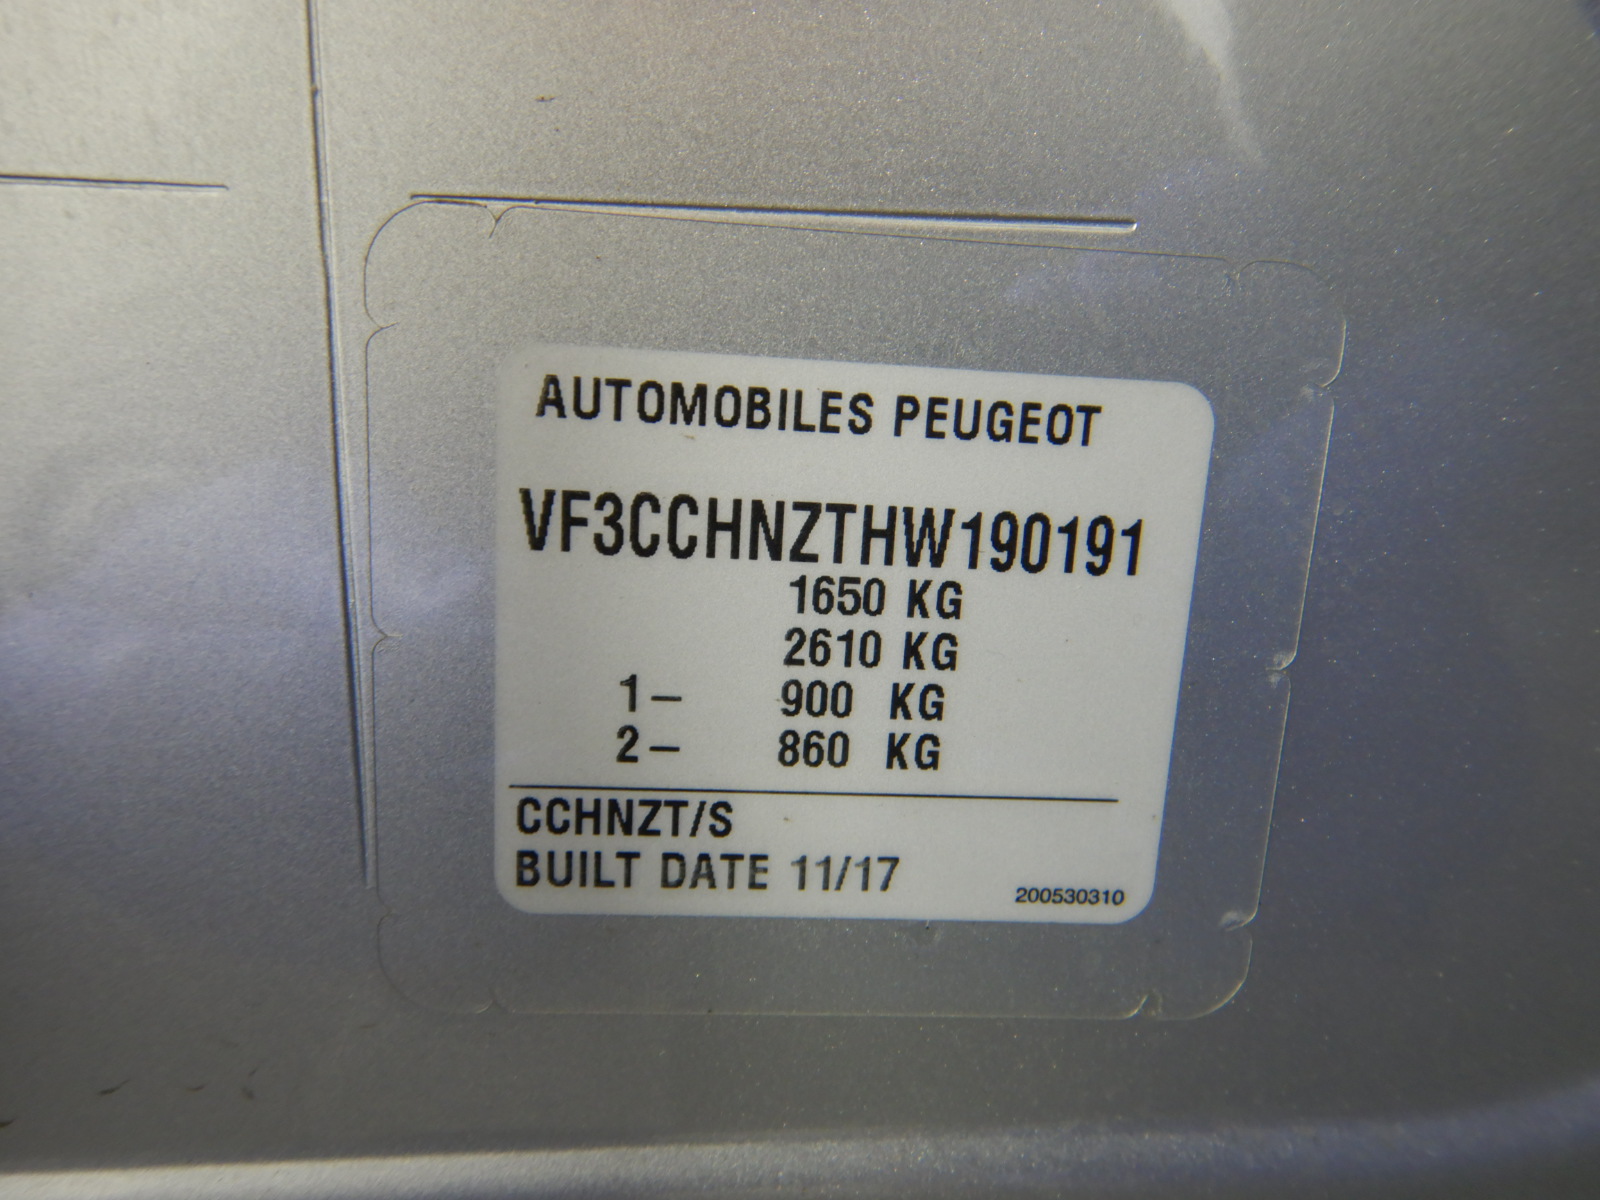 AUTOMOBILES PEUGEOT
VF3CCHNZTHW190191
1650 KG
2610 KG
1- 900 KG
2- 860 KG
CCHNZT/S
BUILT DATE 11/17
200530310